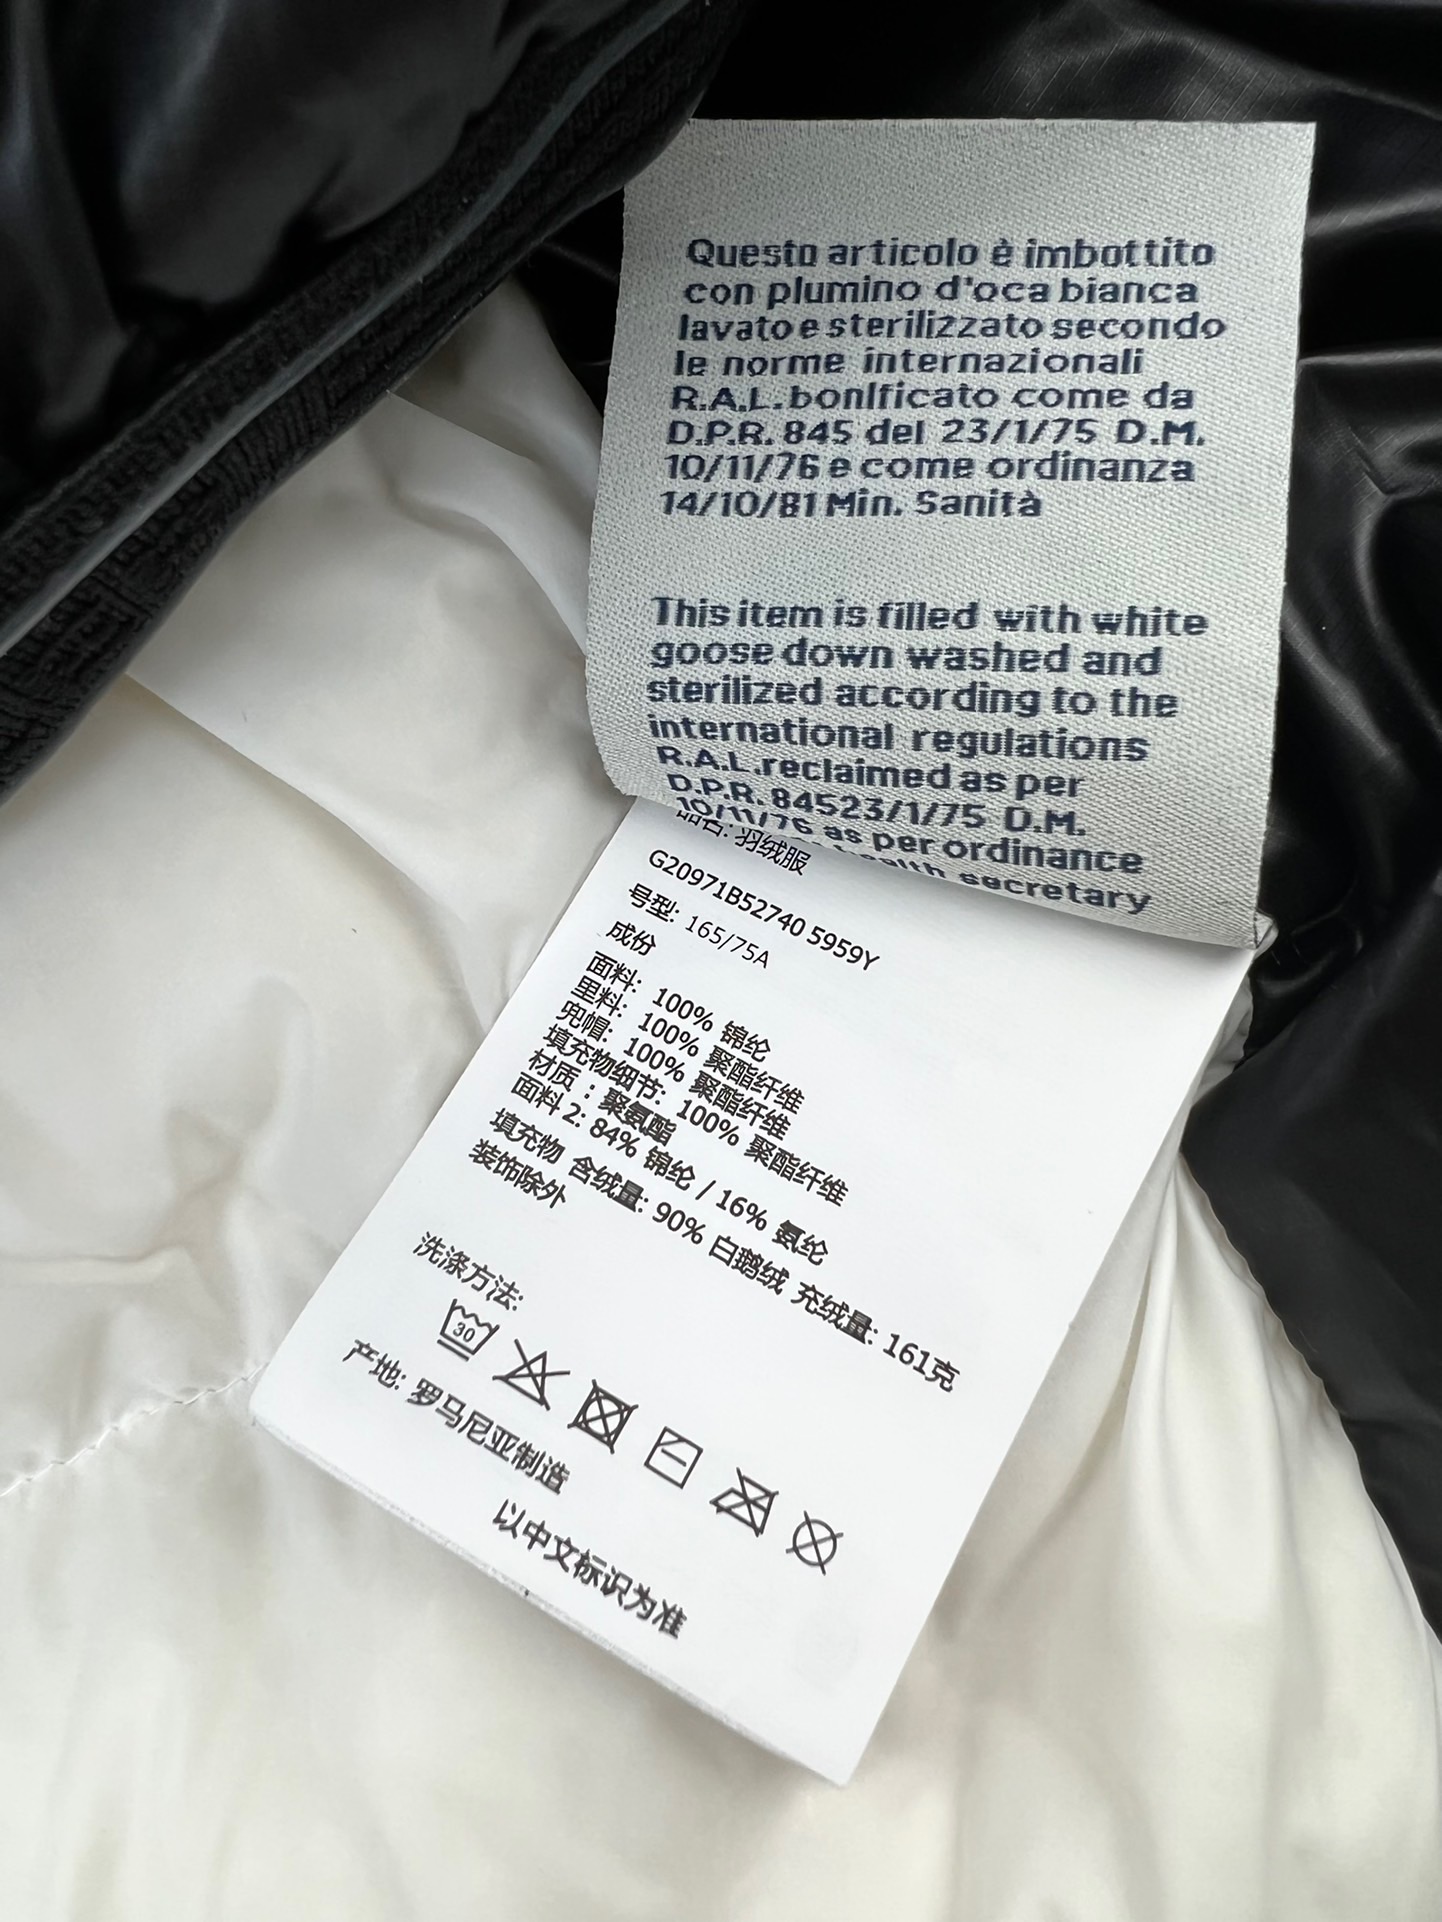 Questo articolo è imbottito
con plumino d'oca bianca
lavato e sterilizzato secondo
le norme internazionali
R.A.L. bonlficato come da
D.P.R. 845 del 23/1/75 D.M.
10/11/76 e come ordinanza
14/10/81 Min. Sanità
This item is filled with white
goose down washed and
sterilized according to the
international regulations
R.A.L. reclaimed as per
D.P.R. 84523/1/75 D.M.
10/11/76 as per ordinance
health secretary
品名: 羽绒服
G20971B52740 5959Y
号型: 165/75A
成份
面料: 100% 锦纶
里料: 100% 聚酯纤维
兜帽: 100% 聚酯纤维
填充物细节: 100% 聚酯纤维
材质 : 聚氨酯
面料 2: 84% 锦纶 / 16% 氨纶
填充物 含绒量: 90% 白鹅绒 充绒量: 161克
装饰除外
洗涤方法:
30
产地: 罗马尼亚制造
以中文标识为准